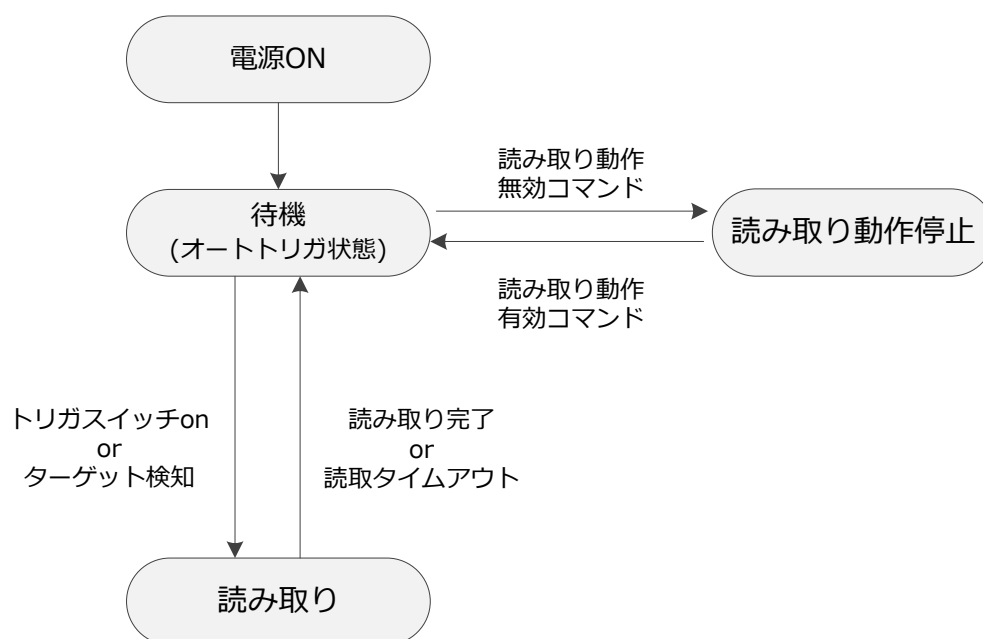 電源ON
読み取り動作
無効コマンド
待機
(オートトリガ状態)
読み取り動作停止
読み取り動作
有効コマンド
トリガスイッチon
or
ターゲット検知
読み取り完了
or
読取タイムアウト
読み取り